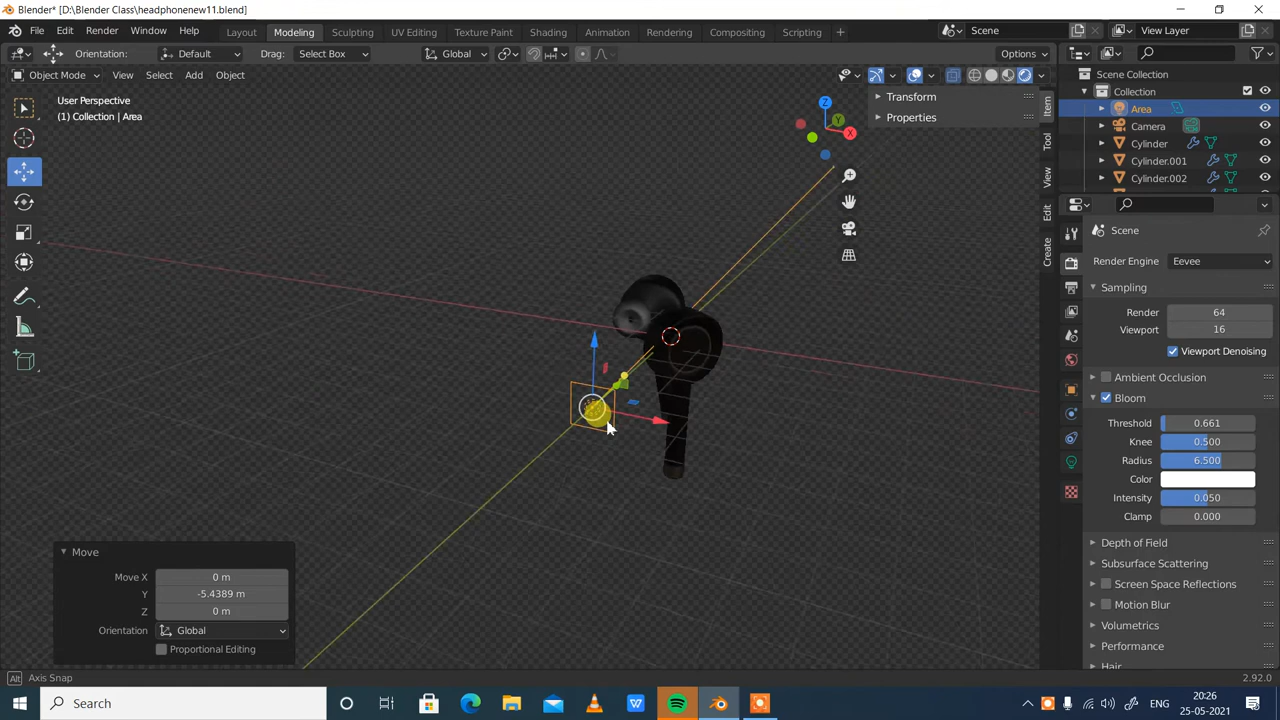 Blender* [D:\Blender Class\headphonenew11.blend]
File Edit Render Window Help Layout Modeling Sculpting UV Editing Texture Paint Shading Animation Rendering Compositing Scripting + Scene View Layer
Orientation: Default Drag: Select Box Global Options
Object Mode View Select Add Object Scene Collection
Collection
User Perspective
(1) Collection | Area
Transform
Properties
Z
Y
X
Item
Tool
View
Edit
Create
Area
Camera
Cylinder
Cylinder.001
Cylinder.002
Scene
Render Engine Eevee
Sampling
Render 64
Viewport 16
Viewport Denoising
Ambient Occlusion
Bloom
Threshold 0.661
Knee 0.500
Radius 6.500
Color
Intensity 0.050
Clamp 0.000
Depth of Field
Subsurface Scattering
Screen Space Reflections
Motion Blur
Volumetrics
Performance
Hair
Move
Move X 0 m
Y -5.4389 m
Z 0 m
Orientation Global
Proportional Editing
Alt Axis Snap 2.92.0
Search ENG 20:26
25-05-2021